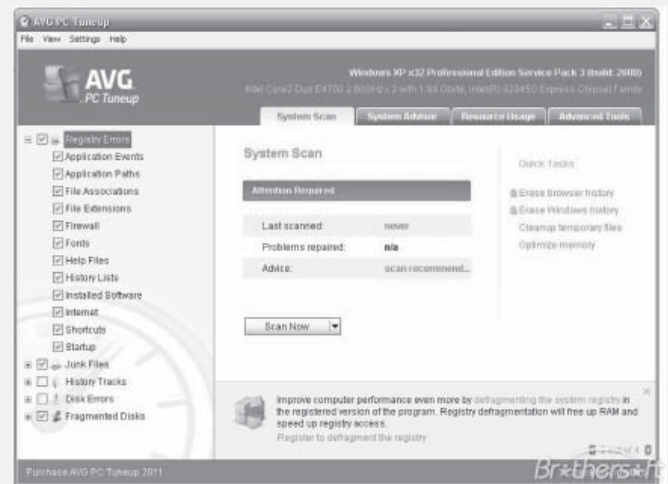 AVG PC Tuneup
File View Settings Help
AVG
PC Tuneup
Windows XP x32 Professional Edition Service Pack 3 (build: 2600)
Intel Core2 Duo E4700
System Scan
System Advisor
Resource Usage
Advanced Tools
Registry Errors
Application Events
Application Paths
File Associations
File Extensions
Firewall
Fonts
Help Files
History Lists
Installed Software
Internet
Shortcuts
Startup
Junk Files
History Tracks
Disk Errors
Fragmented Disks
System Scan
Attention Required
Last scanned: never
Problems repaired: n/a
Advice: scan recommend...
Scan Now
Quick Tasks
Erase browser history
Erase Windows history
Cleanup temporary files
Optimize memory
Improve computer performance even more by defragmenting the system registry in
the registered version of the program. Registry defragmentation will free up RAM and
speed up registry access.
Register to defragment the registry
Purchase AVG PC Tuneup 2011